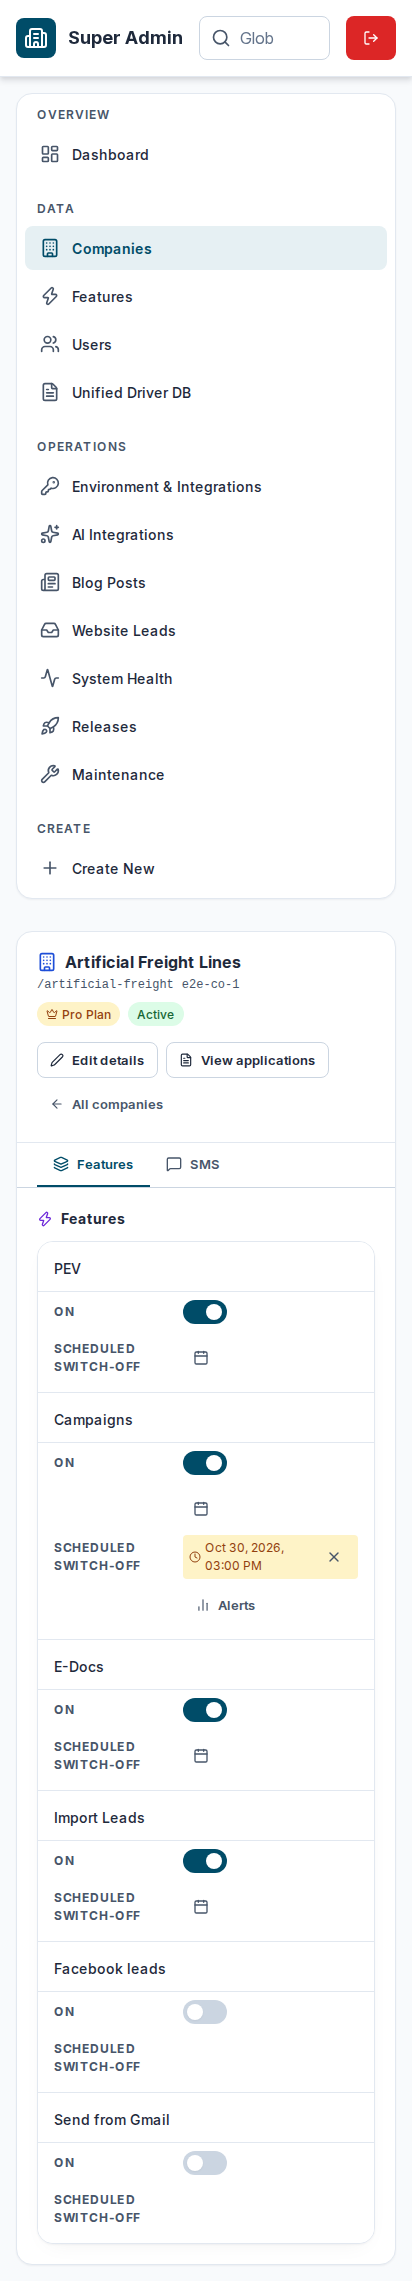 Super Admin
Glob
OVERVIEW
Dashboard
DATA
Companies
Features
Users
Unified Driver DB
OPERATIONS
Environment & Integrations
AI Integrations
Blog Posts
Website Leads
System Health
Releases
Maintenance
CREATE
Create New
Artificial Freight Lines
/artificial-freight e2e-co-1
Pro Plan
Active
Edit details
View applications
All companies
Features
SMS
Features
PEV
ON
SCHEDULED
SWITCH-OFF
Campaigns
ON
SCHEDULED
SWITCH-OFF
Oct 30, 2026,
03:00 PM
Alerts
E-Docs
ON
SCHEDULED
SWITCH-OFF
Import Leads
ON
SCHEDULED
SWITCH-OFF
Facebook leads
ON
SCHEDULED
SWITCH-OFF
Send from Gmail
ON
SCHEDULED
SWITCH-OFF